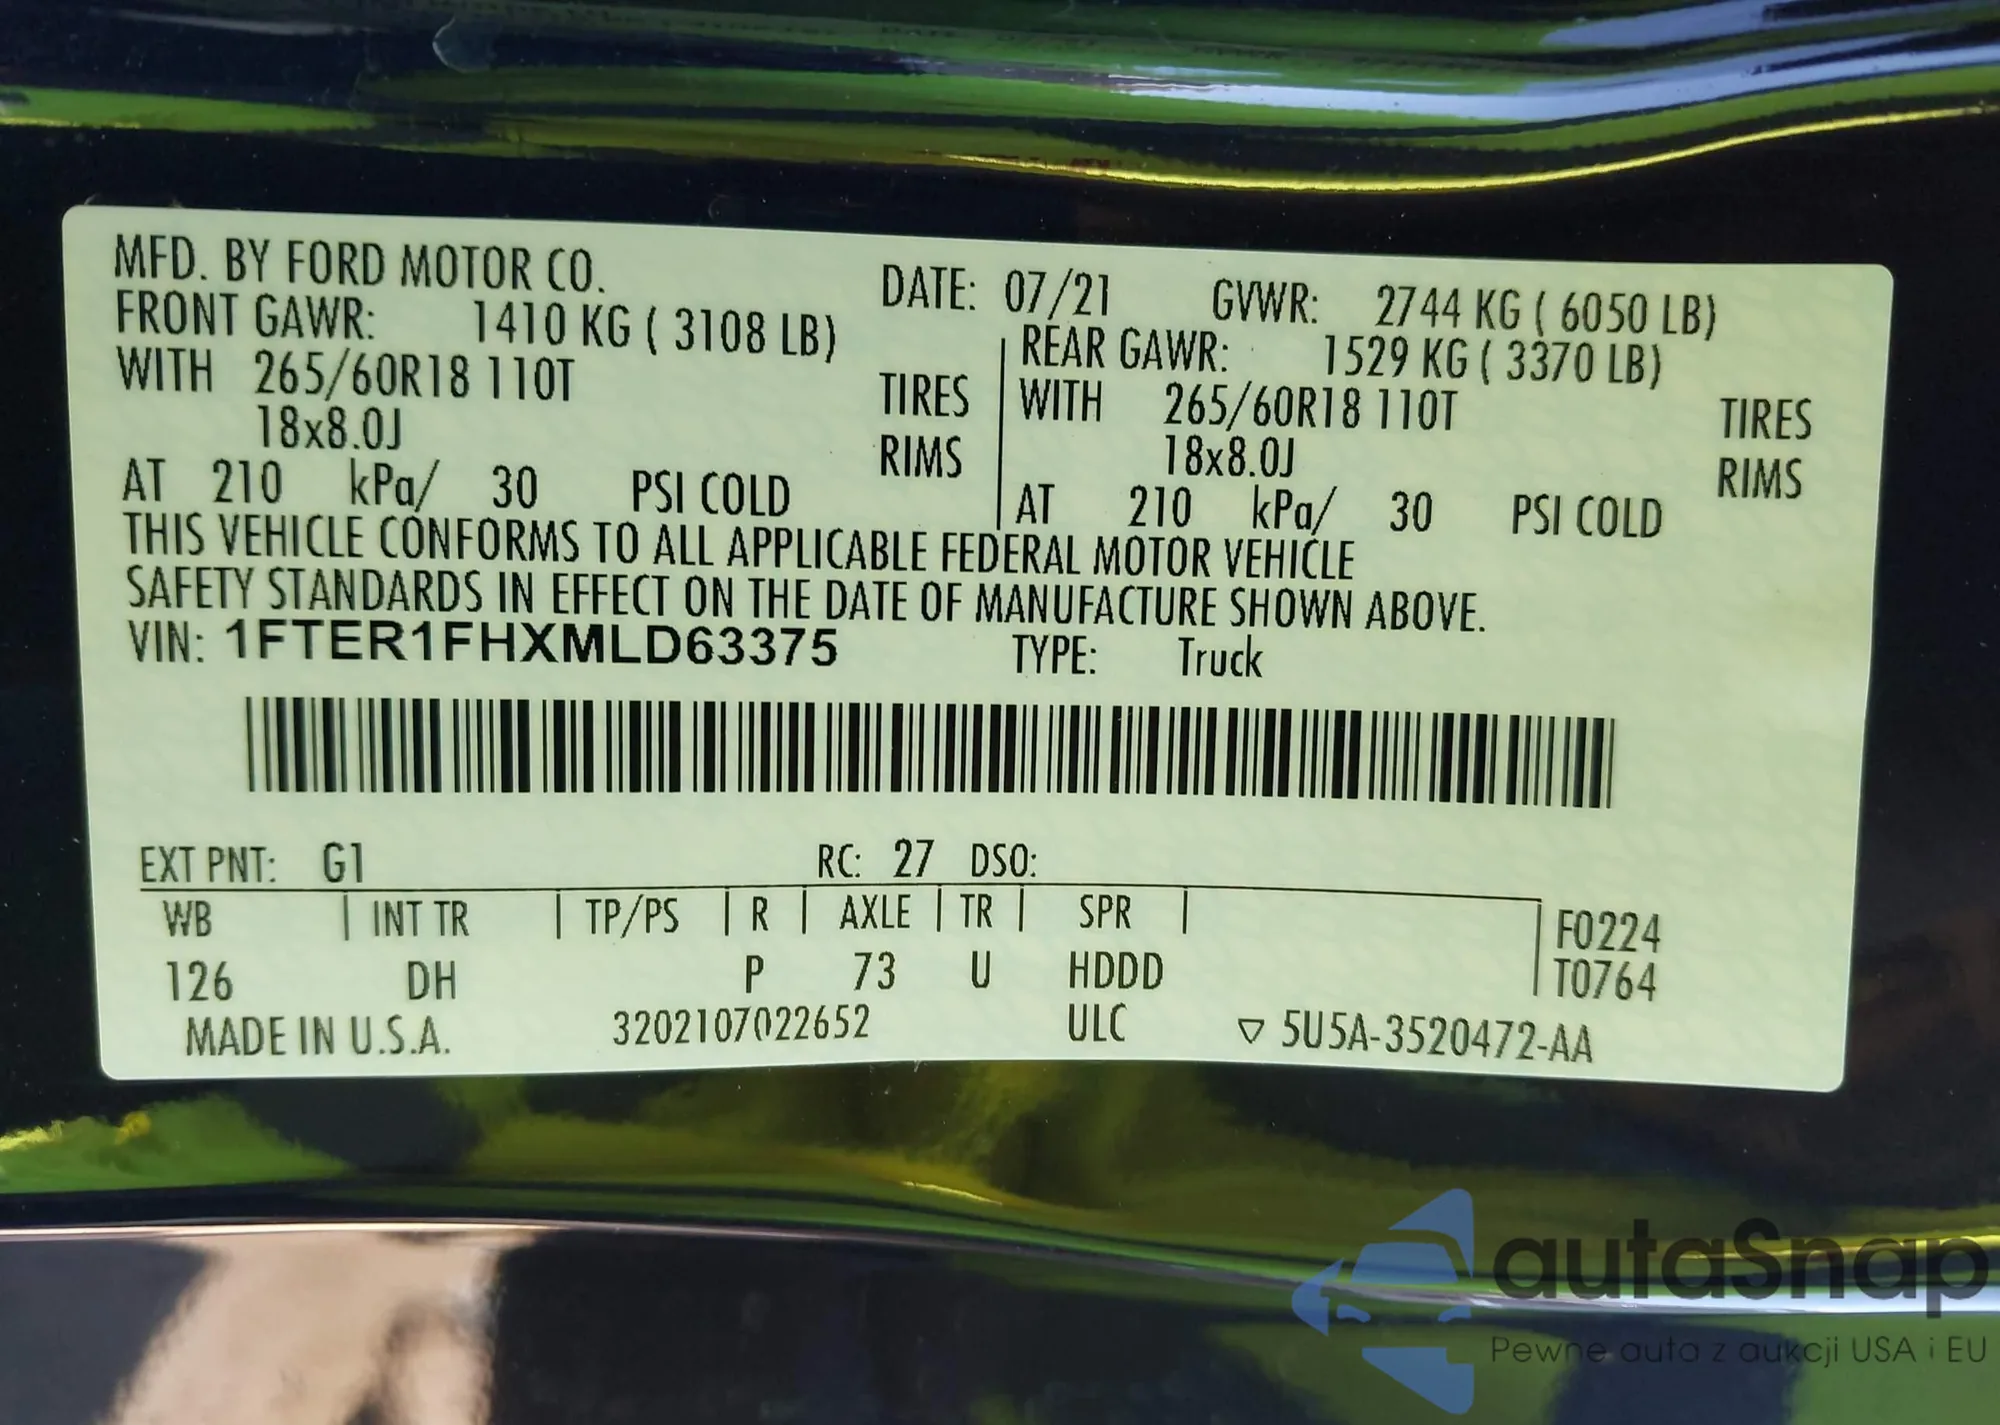 MFD. BY FORD MOTOR CO. DATE: 07/21 GVWR: 2744 KG ( 6050 LB)
FRONT GAWR: 1410 KG ( 3108 LB) REAR GAWR: 1529 KG ( 3370 LB)
WITH 265/60R18 110T TIRES WITH 265/60R18 110T TIRES
18x8.0J RIMS 18x8.0J RIMS
AT 210 kPa/ 30 PSI COLD AT 210 kPa/ 30 PSI COLD
THIS VEHICLE CONFORMS TO ALL APPLICABLE FEDERAL MOTOR VEHICLE
SAFETY STANDARDS IN EFFECT ON THE DATE OF MANUFACTURE SHOWN ABOVE.
VIN: 1FTER1FHXMLD63375 TYPE: Truck
EXT PNT: G1 RC: 27 DSO:
WB INT TR TP/PS R AXLE TR SPR F0224
126 DH P 73 U HDDD T0764
MADE IN U.S.A. 3202107022652 ULC ▽ 5U5A-3520472-AA
autaSnap
Pewne auta z aukcji USA i EU